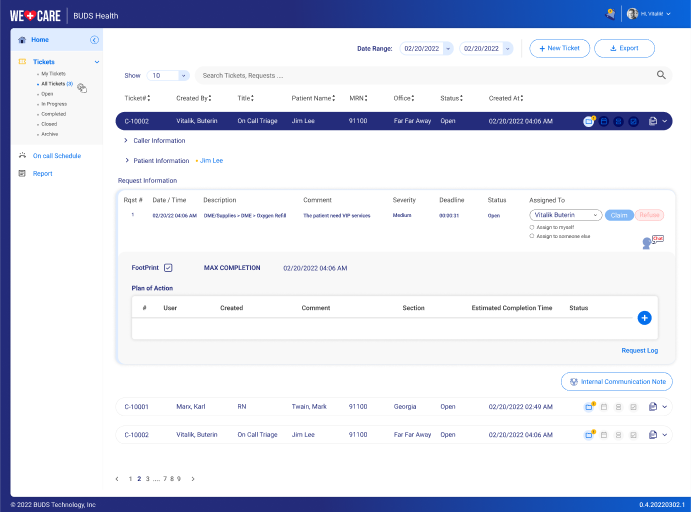 WE CARE BUDS Health
Hi, Vitalik!
Home
Tickets
My Tickets
All Tickets (3)
Open
In Progress
Completed
Closed
Archive
On call Schedule
Report
Date Range: 02/20/2022 02/20/2022 + New Ticket Export
Show 10 Search Tickets, Requests ....
Ticket# Created By Title Patient Name MRN Office Status Created At
C-10002 Vitalik, Buterin On Call Triage Jim Lee 91100 Far Far Away Open 02/20/2022 04:06 AM
Caller Information
Patient Information Jim Lee
Request Information
Rqst # Date / Time Description Comment Severity Deadline Status Assigned To
1 02/20/22 04:06 AM DME/Supplies > DME > Oxygen Refill The patient need VIP services Medium 00:00:31 Open Vitalik Buterin Claim Refuse
Assign to myself
Assign to someone else
Chat
FootPrint MAX COMPLETION 02/20/2022 04:06 AM
Plan of Action
# User Created Comment Section Estimated Completion Time Status
Request Log
Internal Communication Note
C-10001 Marx, Karl RN Twain, Mark 91100 Georgia Open 02/20/2022 02:49 AM
C-10002 Vitalik, Buterin On Call Triage Jim Lee 91100 Far Far Away Open 02/20/2022 04:06 AM
1 2 3 .... 7 8 9
© 2022 BUDS Technology, Inc 0.4.20220302.1